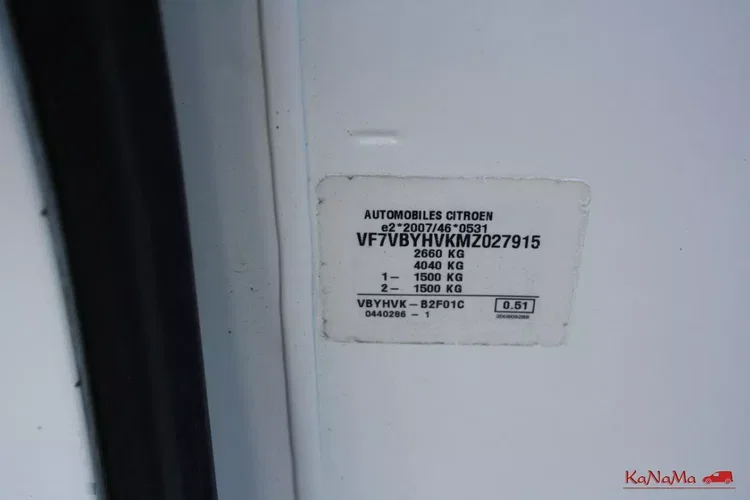 AUTOMOBILES CITROEN
e2*2007/46*0531
VF7VBYHVKMZ027915
2660 KG
4040 KG
1- 1500 KG
2- 1500 KG
VBYHVK-B2F01C 0.51
0440286 - 1
KaNaMa